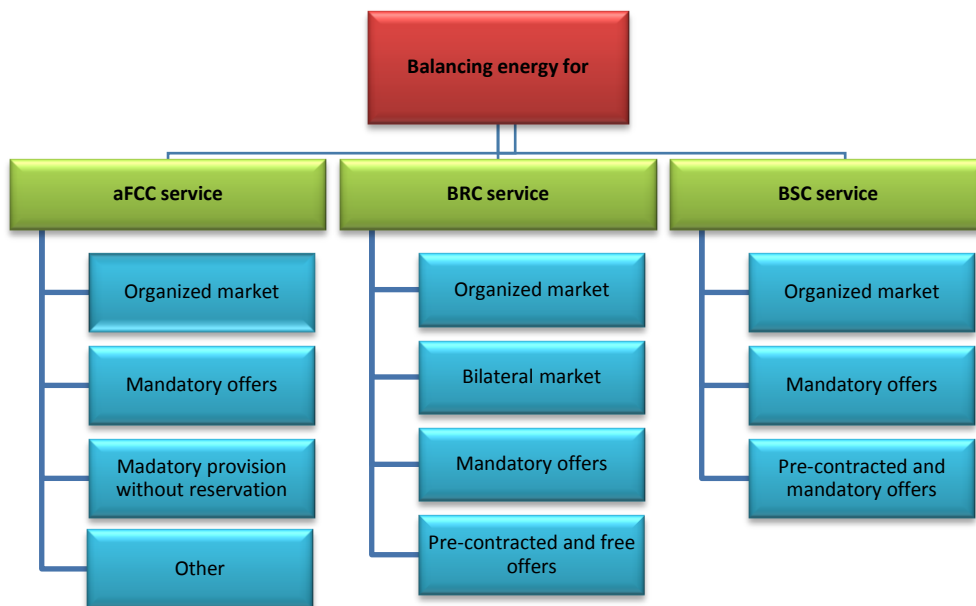 Balancing energy for
aFCC service
Organized market
Mandatory offers
Madatory provision
without reservation
Other
BRC service
Organized market
Bilateral market
Mandatory offers
Pre-contracted and free
offers
BSC service
Organized market
Mandatory offers
Pre-contracted and
mandatory offers